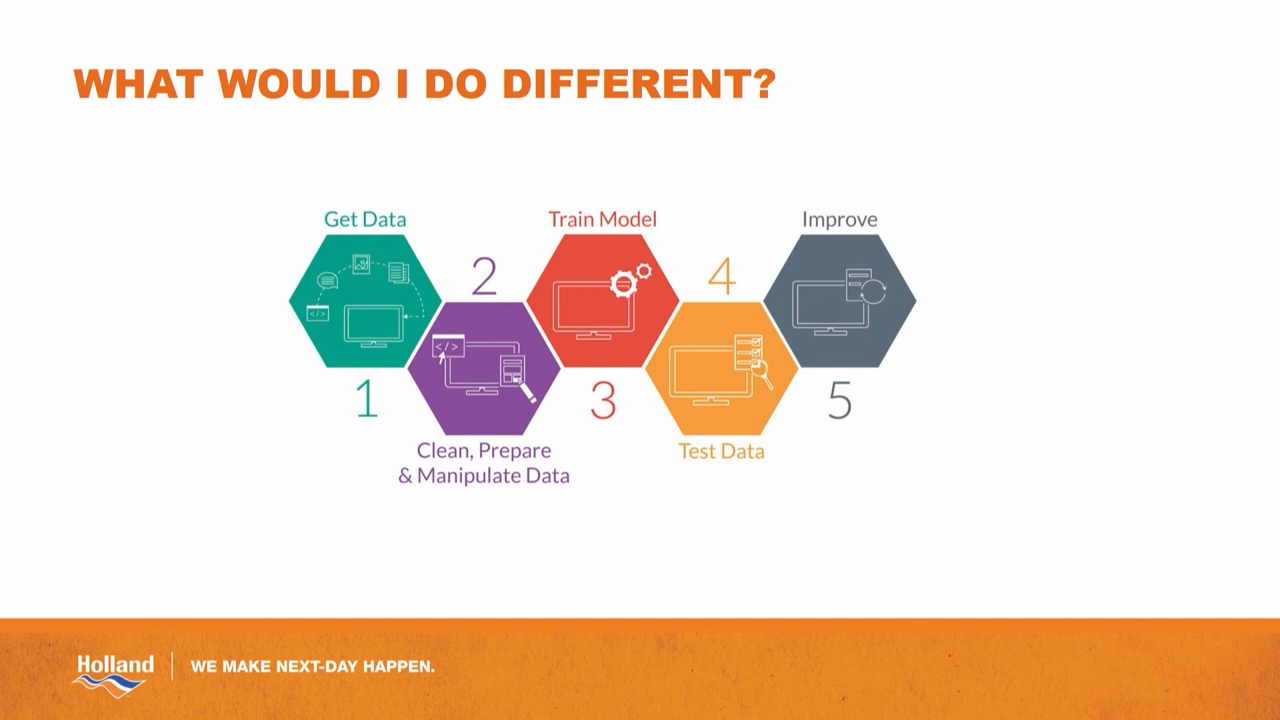 WHAT WOULD I DO DIFFERENT?
Get Data
1
2
Clean, Prepare
& Manipulate Data
Train Model
3
4
Test Data
Improve
5
</>
</>
Holland
WE MAKE NEXT-DAY HAPPEN.